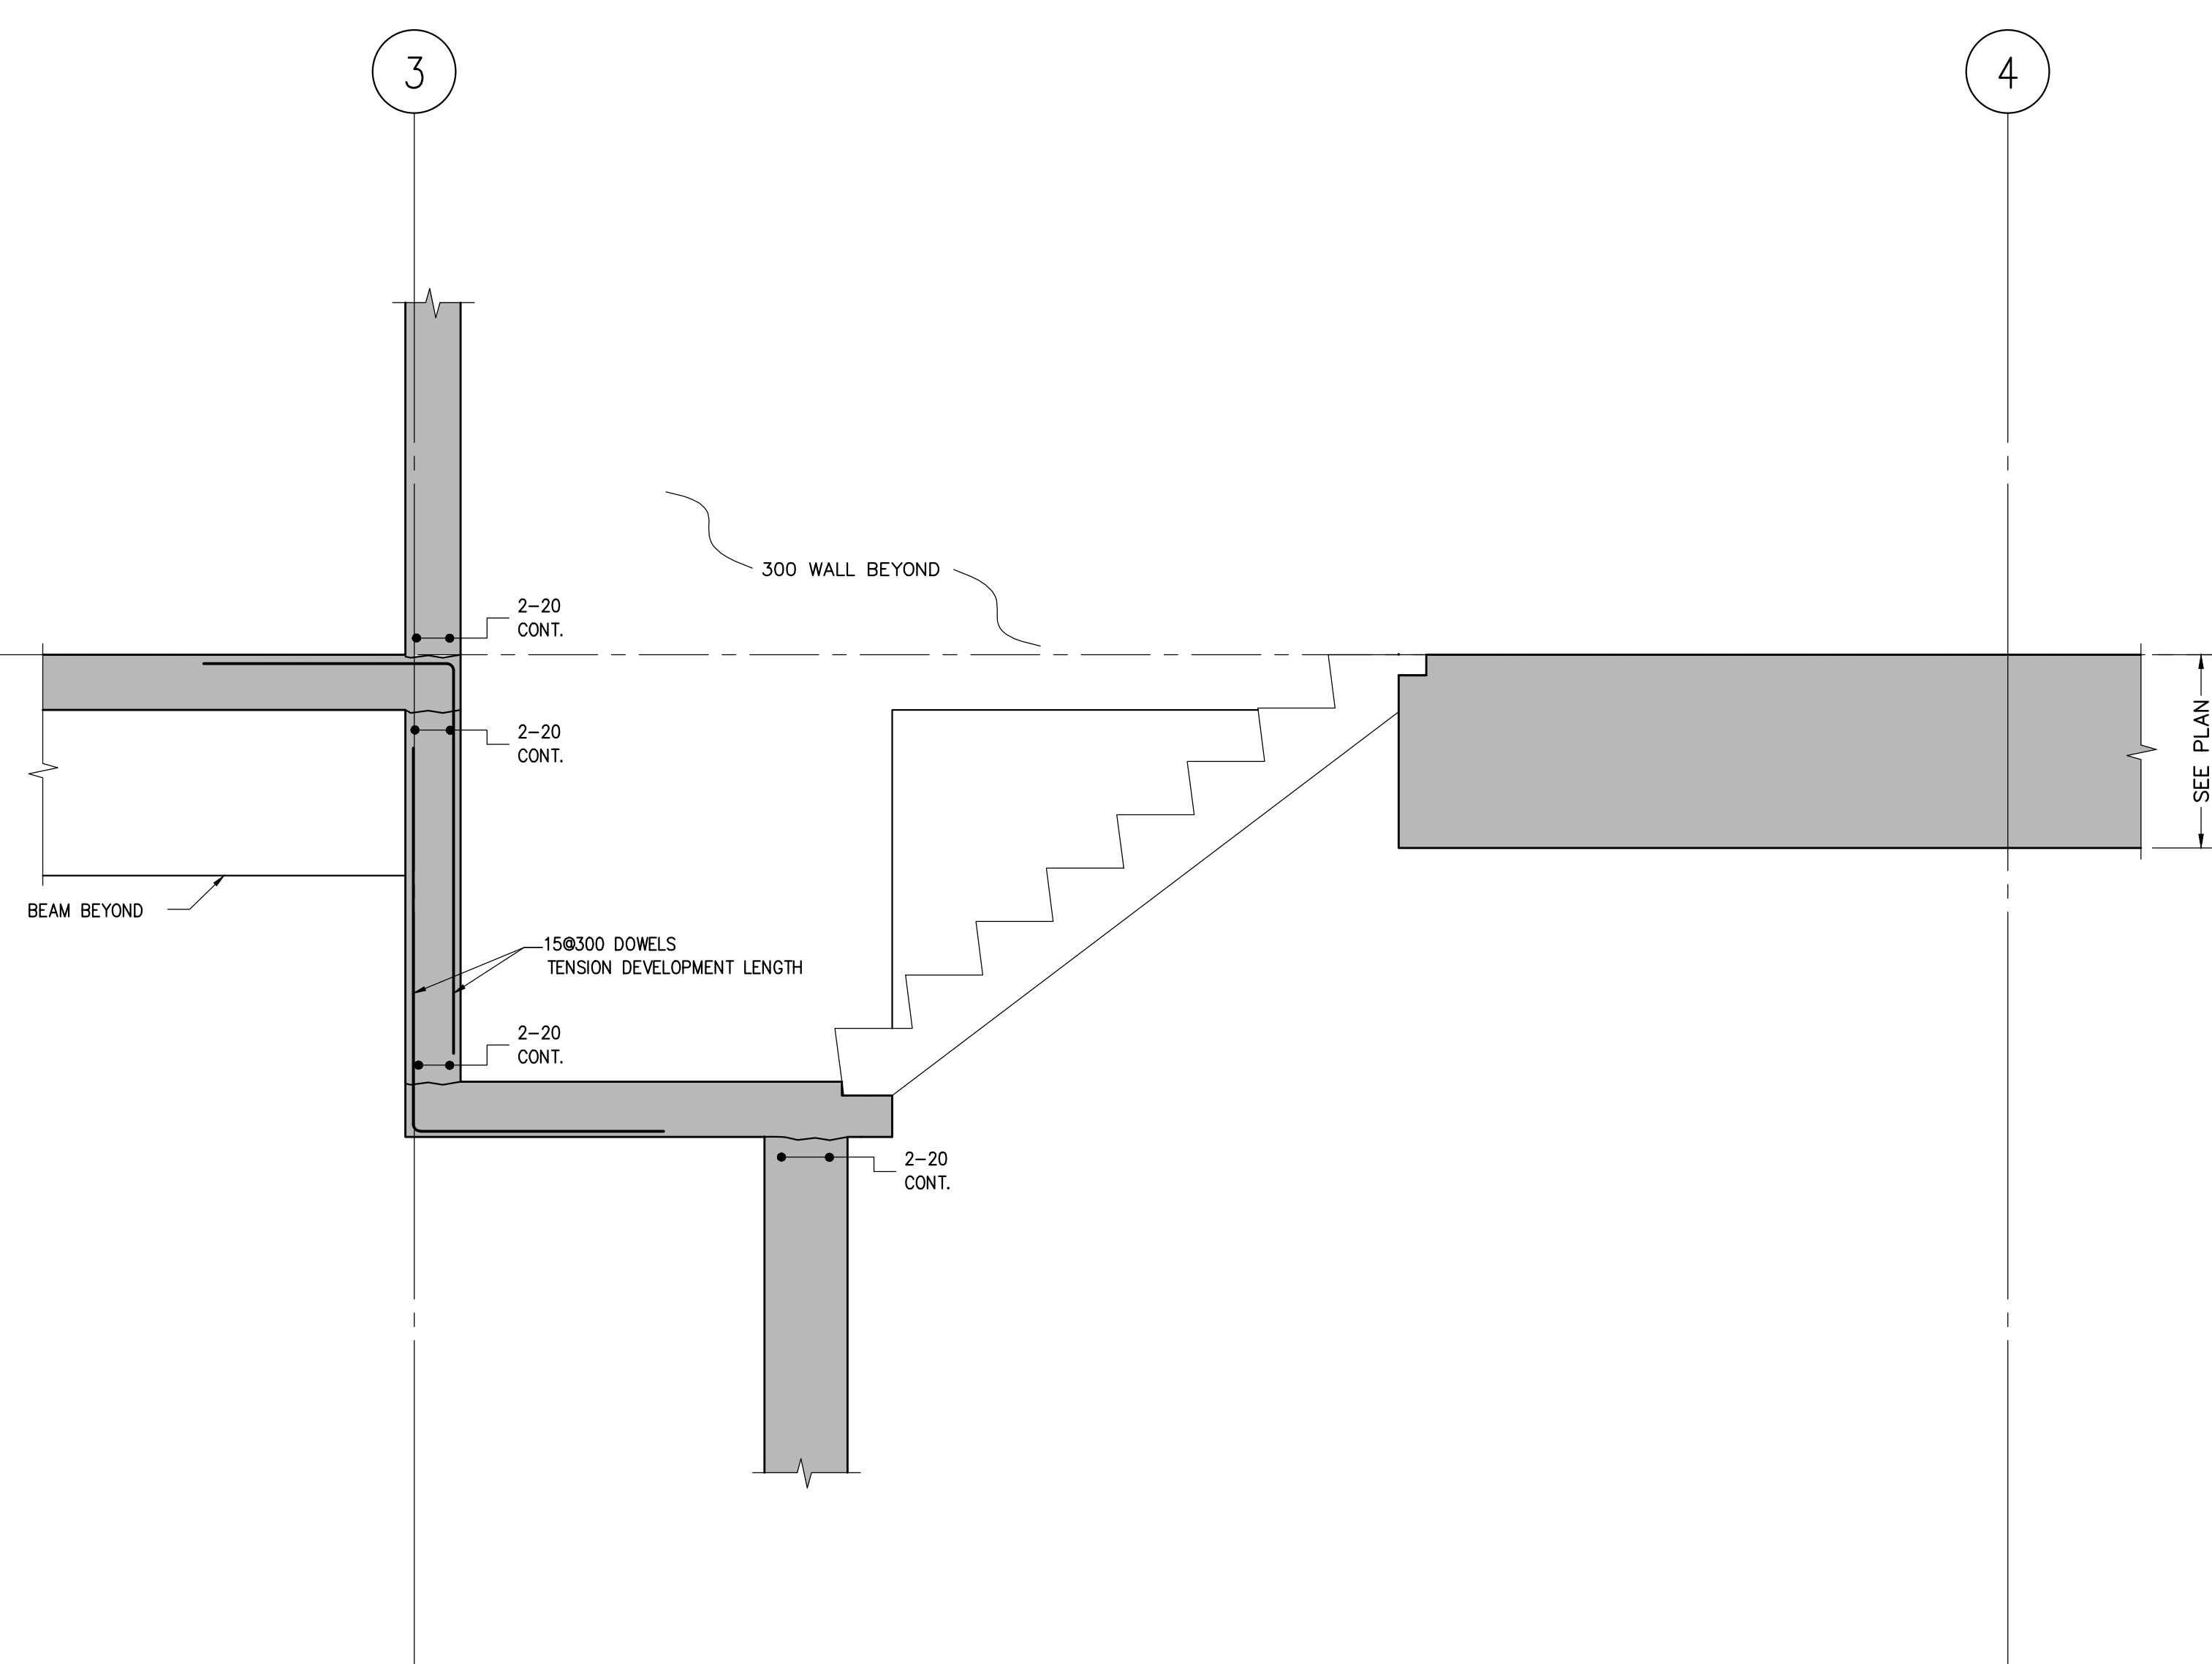 3
4
300 WALL BEYOND
2-20
CONT.
2-20
CONT.
SEE PLAN
BEAM BEYOND
15@300 DOWELS
TENSION DEVELOPMENT LENGTH
2-20
CONT.
2-20
CONT.